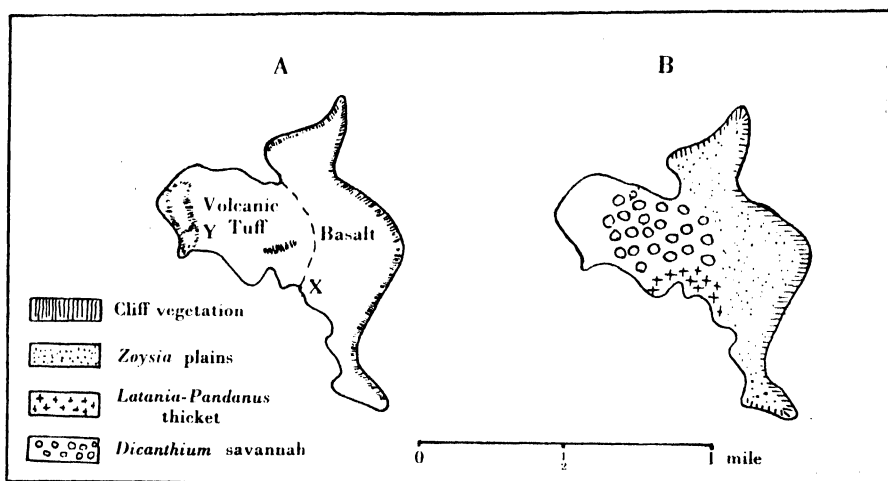 A
B
Volcanic
Tuff
Y
Basalt
X
Cliff vegetation
Zoysia plains
Latania-Pandanus
thicket
Dicanthium savannah
0
1/2
1 mile